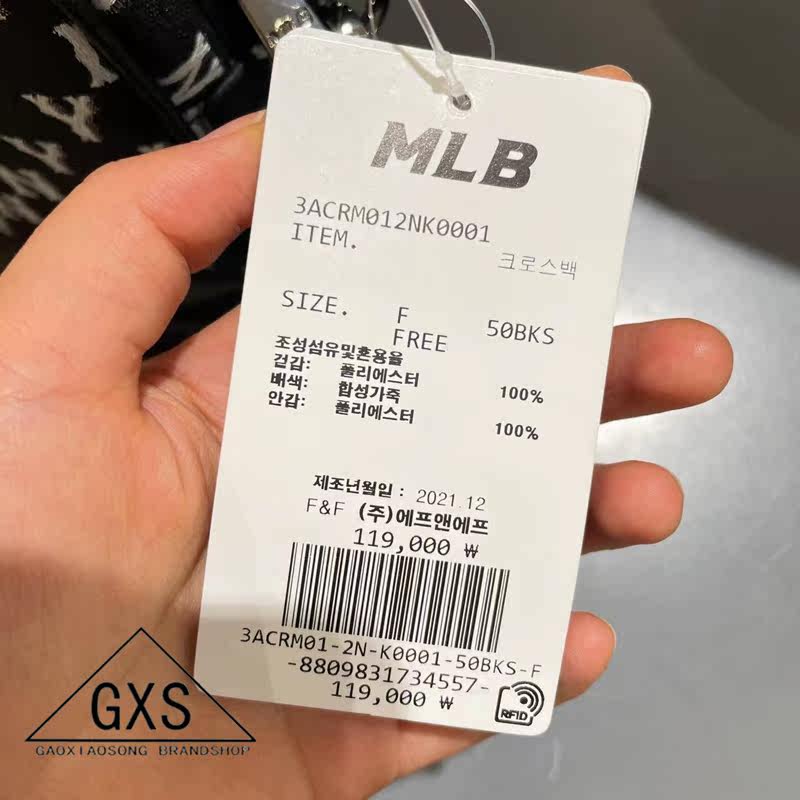 MLB
3ACRM012NK0001
ITEM.
크로스백
SIZE. F 50BKS
FREE
조성섬유및혼용율
겉감: 폴리에스터 100%
배색: 합성가죽
안감: 폴리에스터 100%
제조년월일 : 2021.12
F&F (주)에프앤에프
119,000 ₩
3ACRM01-2N-K0001-50BKS-F
-8809831734557-
119,000 ₩
RFID
GXS
GAOXIAOSONG BRANDSHOP